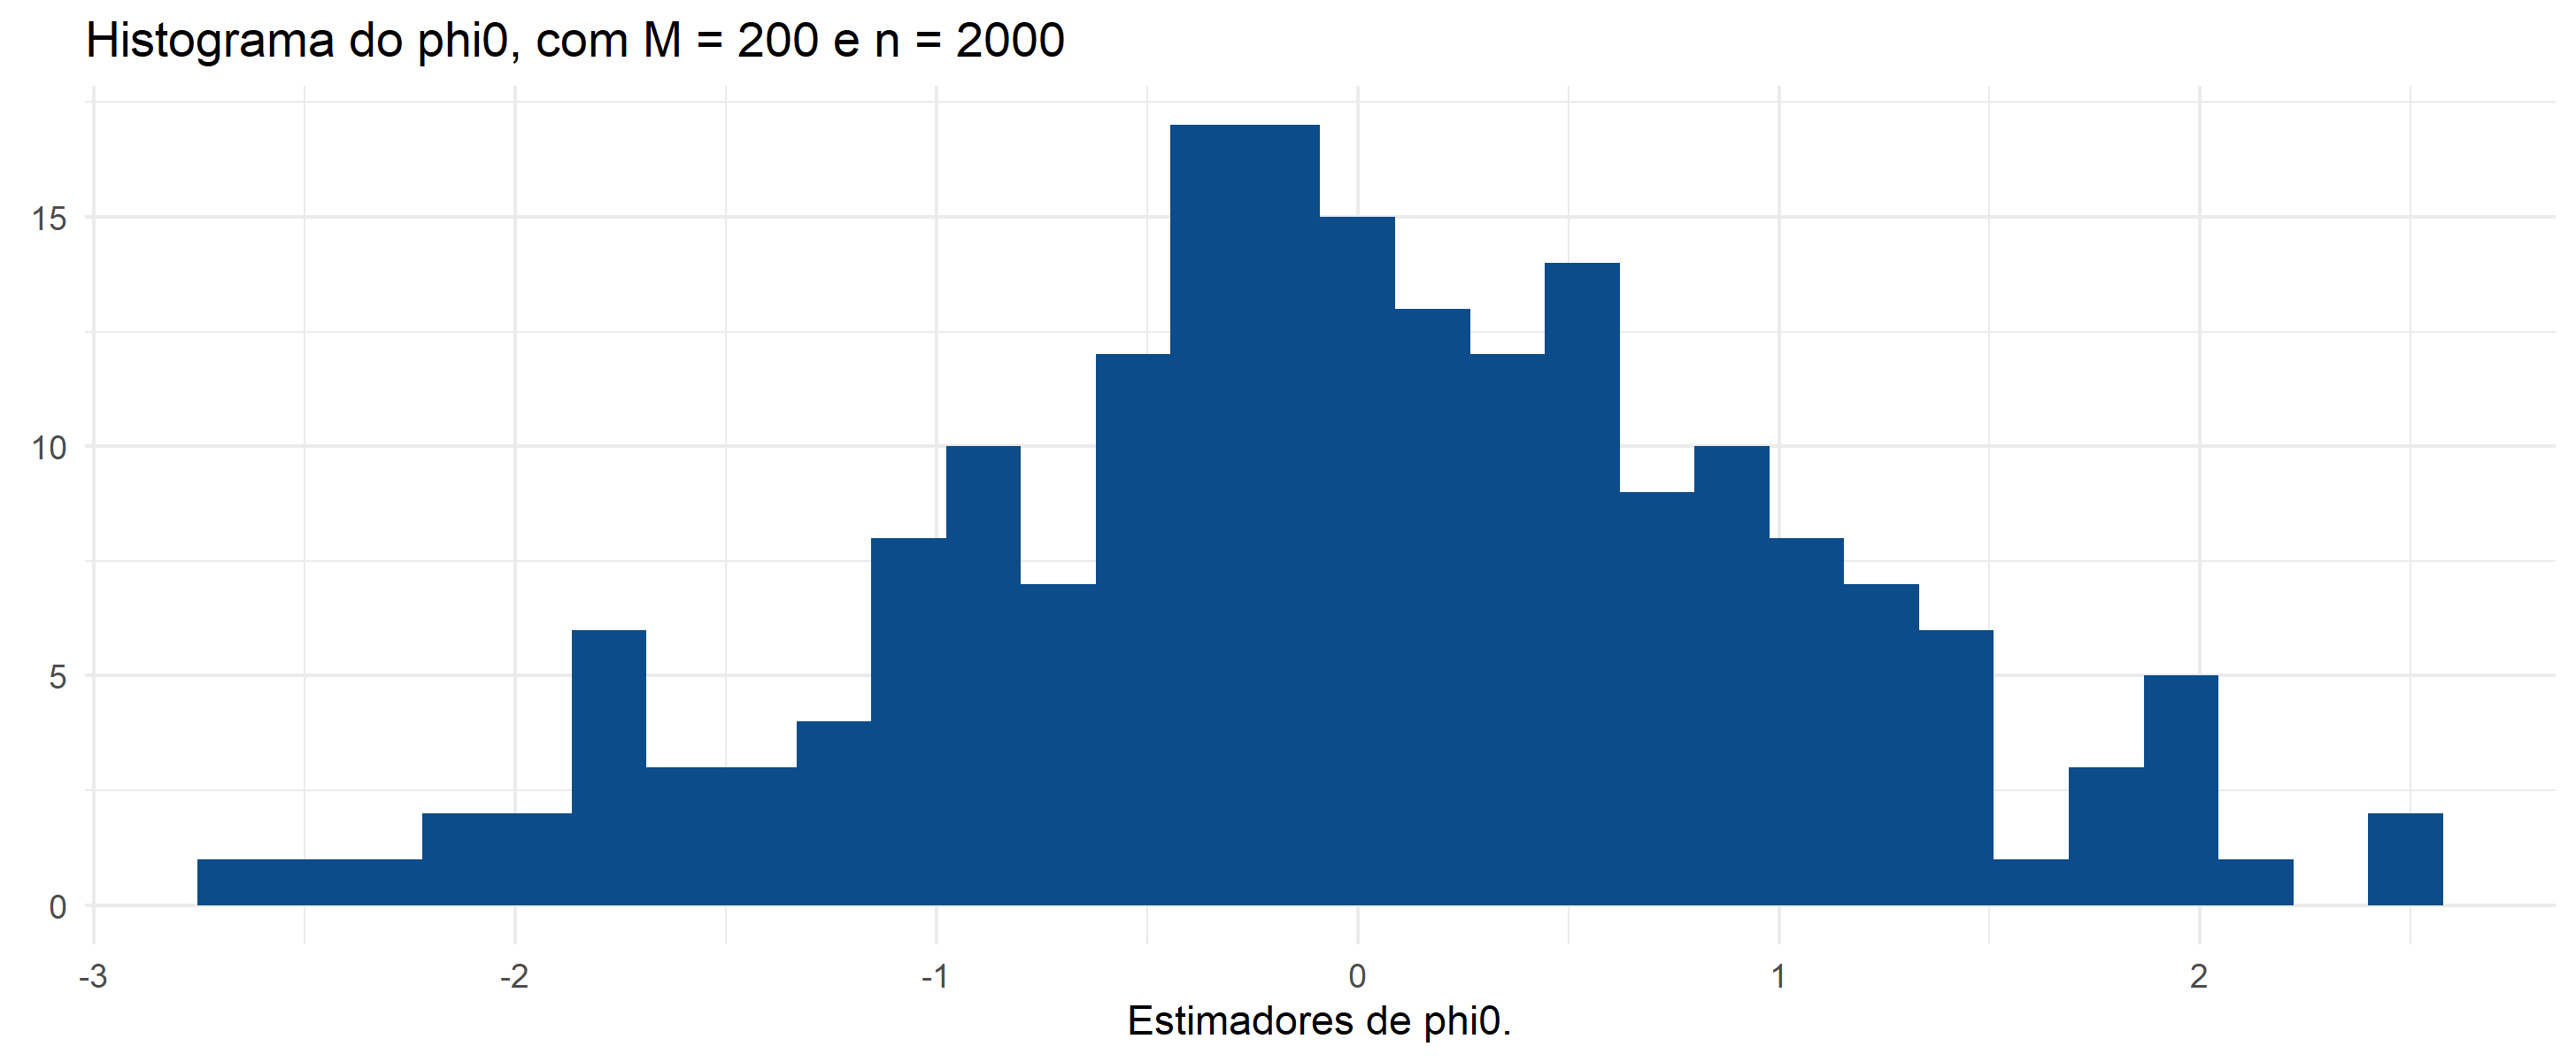 Histograma do phi0, com M = 200 e n = 2000
15
10
5
0
-3 -2 -1 0 1 2
Estimadores de phi0.